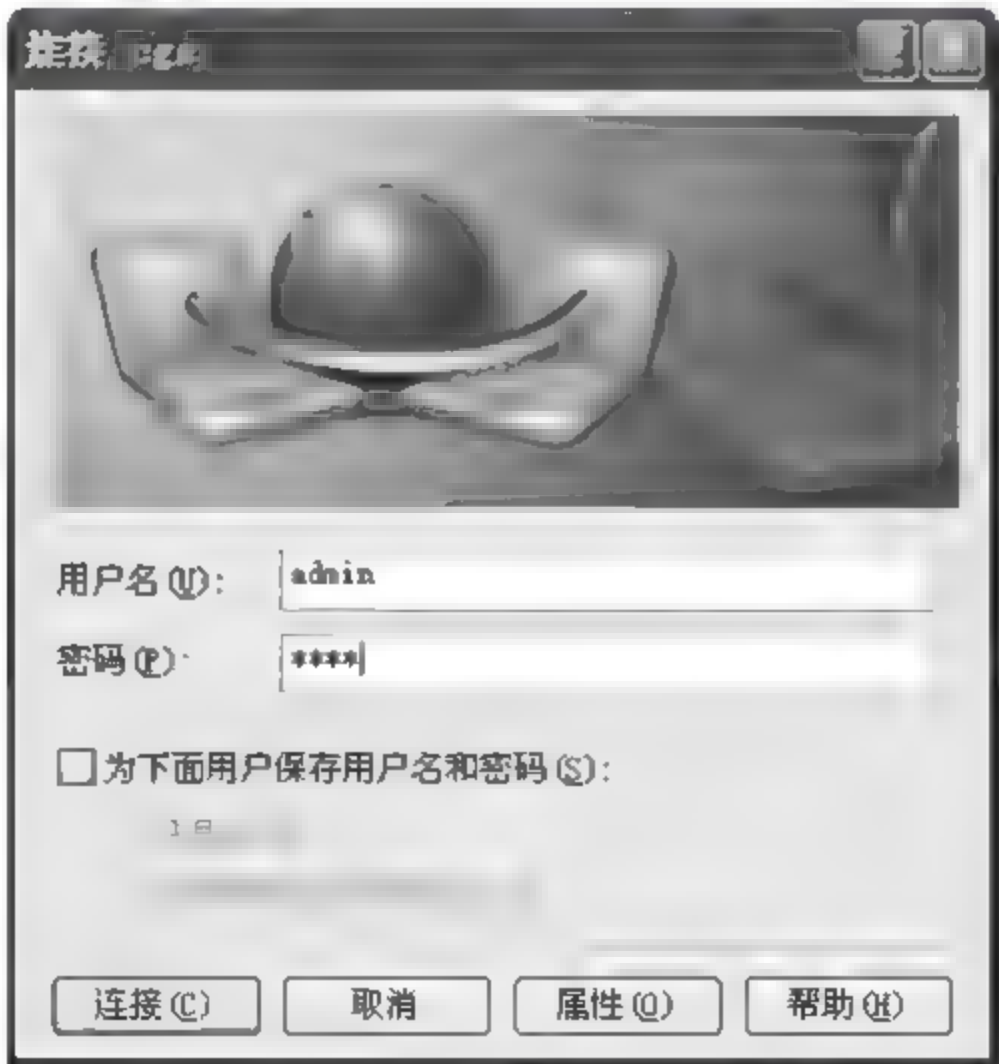 连接
用户名(U):
admin
密码(P):
****
为下面用户保存用户名和密码(S):
连接(C)
取消
属性(O)
帮助(H)